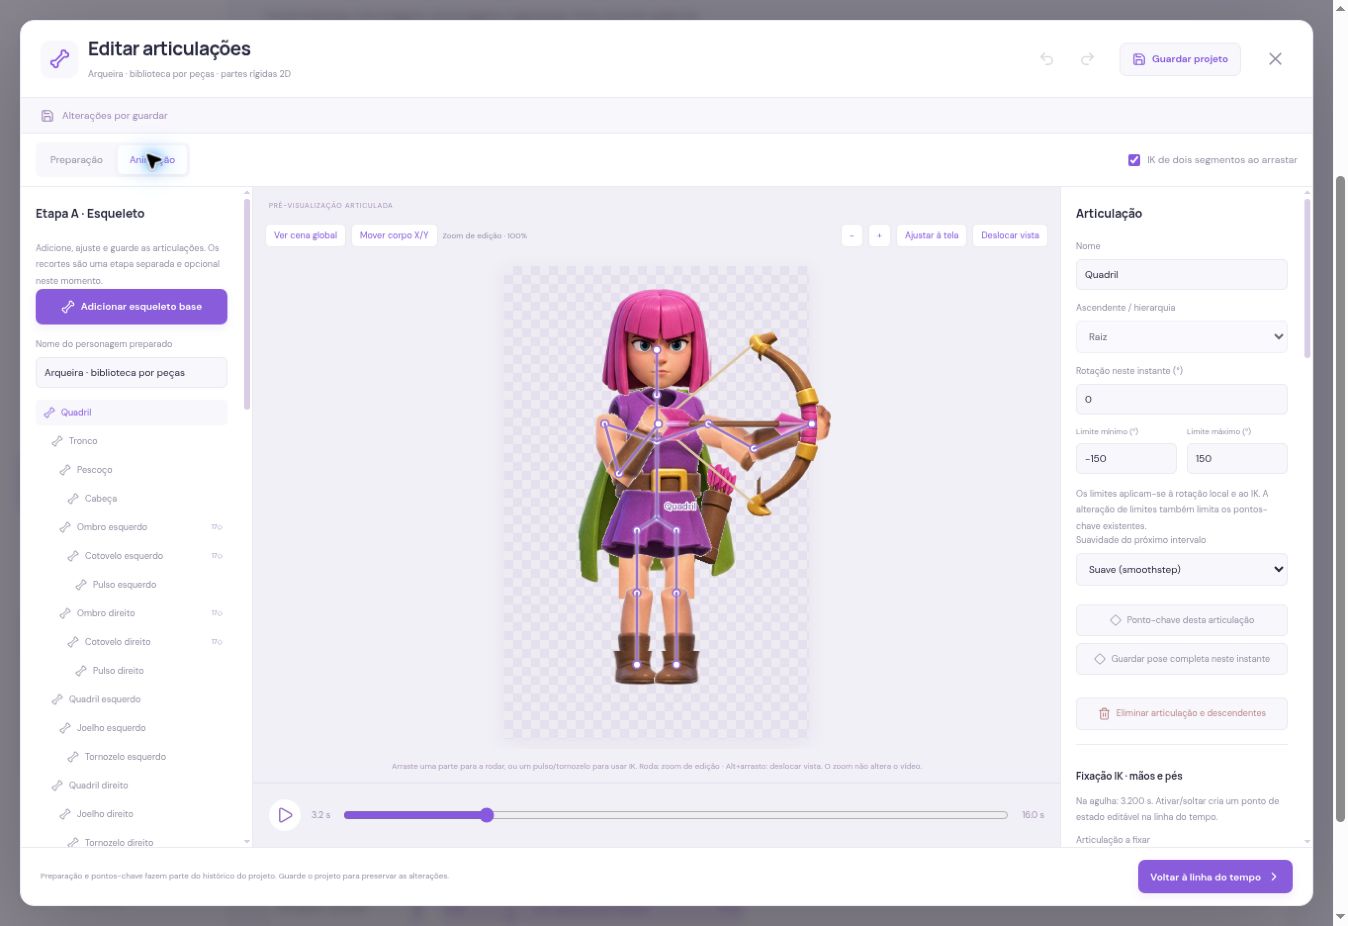 Editar articulações
Arqueira · biblioteca por peças · partes rígidas 2D
Guardar projeto
Alterações por guardar
Preparação
IK de dois segmentos ao arrastar
Etapa A · Esqueleto
Adicione, ajuste e guarde as articulações. Os
recortes são uma etapa separada e opcional
neste momento.
Adicionar esqueleto base
Nome do personagem preparado
Arqueira · biblioteca por peças
Quadril
Tronco
Pescoço
Cabeça
Ombro esquerdo 17◇
Cotovelo esquerdo 17◇
Pulso esquerdo
Ombro direito 17◇
Cotovelo direito 17◇
Pulso direito
Quadril esquerdo
Joelho esquerdo
Tornozelo esquerdo
Quadril direito
Joelho direito
Tornozelo direito
PRÉ-VISUALIZAÇÃO ARTICULADA
Ver cena global
Mover corpo X/Y
Zoom de edição · 100%
-
+
Ajustar à tela
Deslocar vista
Quadril
Arraste uma parte para a rodar, ou um pulso/tornozelo para usar IK. Roda: zoom de edição · Alt+arrasto: deslocar vista. O zoom não altera o vídeo.
3.2 s
16.0 s
Articulação
Nome
Quadril
Ascendente / hierarquia
Raiz
Rotação neste instante (°)
0
Limite mínimo (°) Limite máximo (°)
-150 150
Os limites aplicam-se à rotação local e ao IK. A
alteração de limites também limita os pontos-
chave existentes.
Suavidade do próximo intervalo
Suave (smoothstep)
Ponto-chave desta articulação
Guardar pose completa neste instante
Eliminar articulação e descendentes
Fixação IK · mãos e pés
Na agulha: 3.200 s. Ativar/soltar cria um ponto de
estado editável na linha do tempo.
Articulação a fixar
Preparação e pontos-chave fazem parte do histórico do projeto. Guarde o projeto para preservar as alterações.
Voltar à linha do tempo